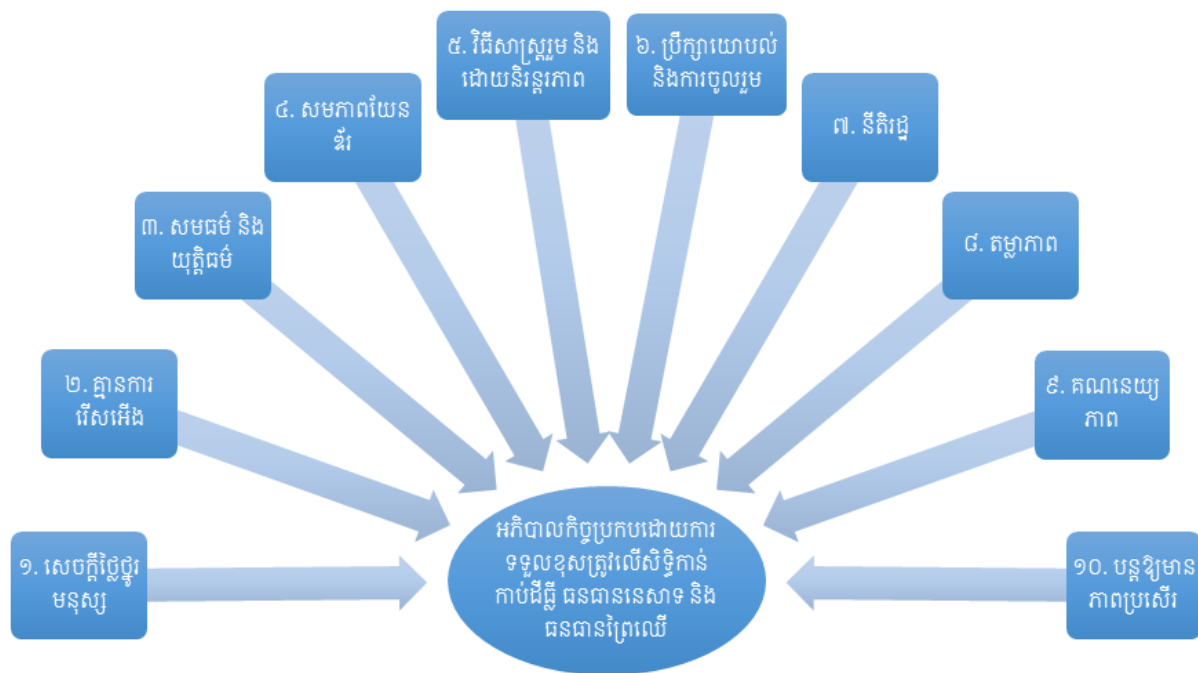 ១. សេចក្ដីថ្លៃថ្នូរ
មនុស្ស
២. គ្មានការ
រើសអើង
៣. សមធម៌ និង
យុត្តិធម៌
៤. សមភាពយែន
ឌ័រ
៥. វិធីសាស្រ្តរួម និង
ដោយនិរន្តរភាព
៦. ប្រឹក្សាយោបល់
និងការចូលរួម
៧. នីតិរដ្ឋ
៨. តម្លាភាព
៩. គណនេយ្យ
ភាព
១០. បន្តឱ្យមាន
ភាពប្រសើរ
អភិបាលកិច្ចប្រកបដោយការ
ទទួលខុសត្រូវលើសិទ្ធិកាន់
កាប់ដីធ្លី ធនធាននេសាទ និង
ធនធានព្រៃឈើ